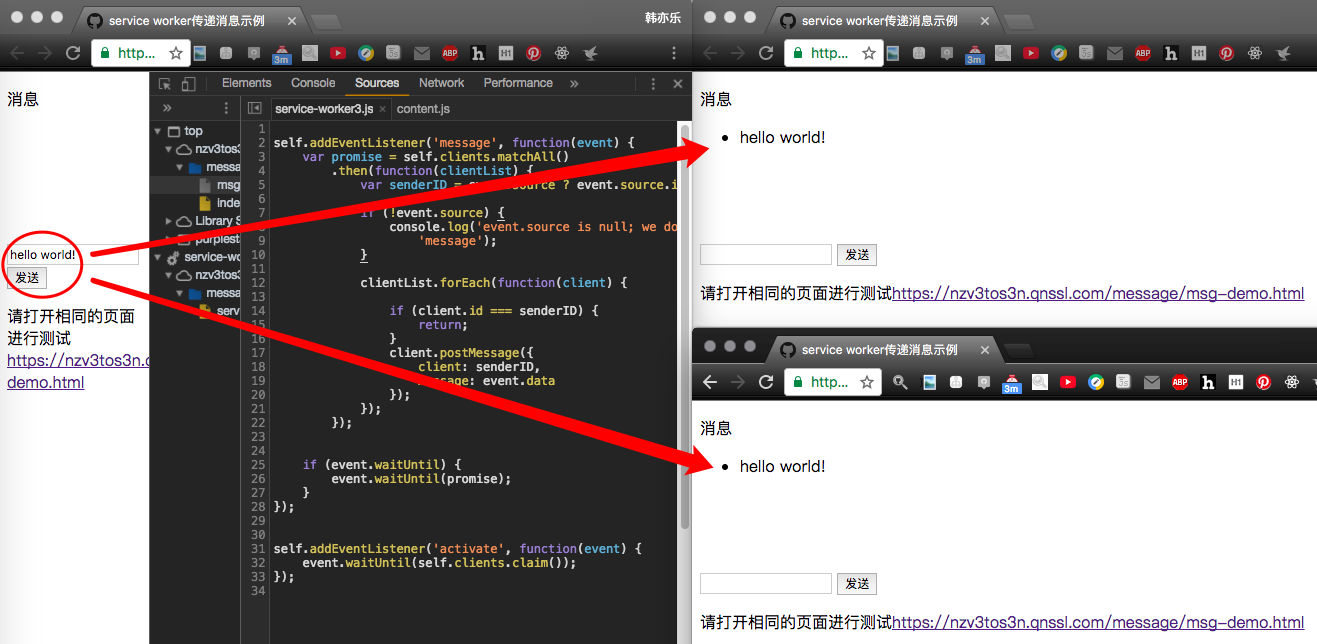 service worker传递消息示例
韩亦乐
http...
3m
ABP
h
H1
消息
hello world!
发送
请打开相同的页面
进行测试
https://nzv3tos3n.
demo.html
Elements Console Sources Network Performance »
» service-worker3.js × content.js
top
nzv3tos3
messa
msg
inde
Library S
purplest
service-wo
nzv3tos3
messa
serv
1
2 self.addEventListener('message', function(event) {
3 var promise = self.clients.matchAll()
4 .then(function(clientList) {
5 var senderID = source ? event.source.i
6
7 if (!event.source) {
8 console.log('event.source is null; we do
9 'message');
10 }
11
12 clientList.forEach(function(client) {
13
14 if (client.id === senderID) {
15 return;
16 }
17 client.postMessage({
18 client: senderID,
19 message: event.data
20 });
21 });
22 });
23
24
25 if (event.waitUntil) {
26 event.waitUntil(promise);
27 }
28 });
29
30
31 self.addEventListener('activate', function(event) {
32 event.waitUntil(self.clients.claim());
33 });
34
service worker传递消息示例
http...
3m
ABP
h
H1
消息
• hello world!
发送
请打开相同的页面进行测试https://nzv3tos3n.qnssl.com/message/msg-demo.html
service worker传递消息示例
http...
3m
ABP
h
H1
消息
• hello world!
发送
请打开相同的页面进行测试https://nzv3tos3n.qnssl.com/message/msg-demo.html